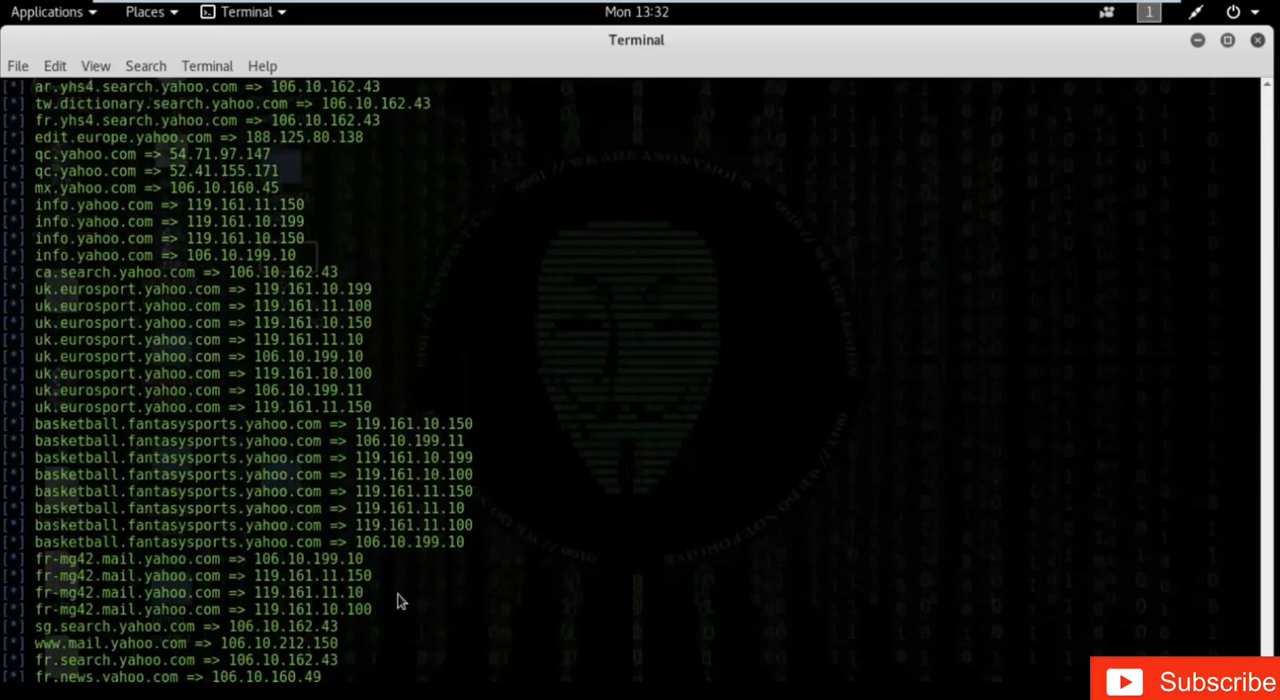 Applications Places Terminal Mon 13:32 1
Terminal
File Edit View Search Terminal Help
[*] ar.yhs4.search.yahoo.com => 106.10.162.43
[*] tw.dictionary.search.yahoo.com => 106.10.162.43
[*] fr.yhs4.search.yahoo.com => 106.10.162.43
[*] edit.europe.yahoo.com => 188.125.80.138
[*] qc.yahoo.com => 54.71.97.147
[*] qc.yahoo.com => 52.41.155.171
[*] mx.yahoo.com => 106.10.160.45
[*] info.yahoo.com => 119.161.11.150
[*] info.yahoo.com => 119.161.10.199
[*] info.yahoo.com => 119.161.10.150
[*] info.yahoo.com => 106.10.199.10
[*] ca.search.yahoo.com => 106.10.162.43
[*] uk.eurosport.yahoo.com => 119.161.10.199
[*] uk.eurosport.yahoo.com => 119.161.11.100
[*] uk.eurosport.yahoo.com => 119.161.10.150
[*] uk.eurosport.yahoo.com => 119.161.11.10
[*] uk.eurosport.yahoo.com => 106.10.199.10
[*] uk.eurosport.yahoo.com => 119.161.10.100
[*] uk.eurosport.yahoo.com => 106.10.199.11
[*] uk.eurosport.yahoo.com => 119.161.11.150
[*] basketball.fantasysports.yahoo.com => 119.161.10.150
[*] basketball.fantasysports.yahoo.com => 106.10.199.11
[*] basketball.fantasysports.yahoo.com => 119.161.10.199
[*] basketball.fantasysports.yahoo.com => 119.161.10.100
[*] basketball.fantasysports.yahoo.com => 119.161.11.150
[*] basketball.fantasysports.yahoo.com => 119.161.11.10
[*] basketball.fantasysports.yahoo.com => 119.161.11.100
[*] basketball.fantasysports.yahoo.com => 106.10.199.10
[*] fr-mg42.mail.yahoo.com => 106.10.199.10
[*] fr-mg42.mail.yahoo.com => 119.161.11.150
[*] fr-mg42.mail.yahoo.com => 119.161.11.10
[*] fr-mg42.mail.yahoo.com => 119.161.10.100
[*] sg.search.yahoo.com => 106.10.162.43
[*] www.mail.yahoo.com => 106.10.212.150
[*] fr.search.yahoo.com => 106.10.162.43
[*] fr.news.yahoo.com => 106.10.160.49
Subscribe